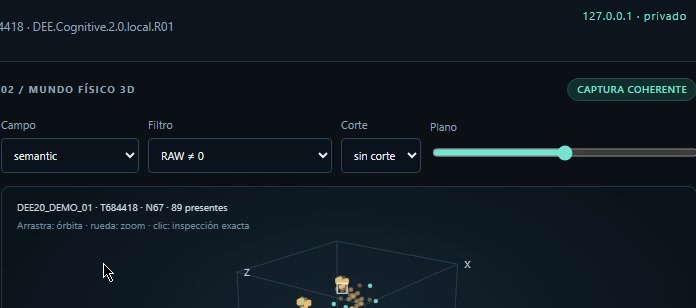 127.0.0.1 · privado
4418 · DEE.Cognitive.2.0.local.R01
02 / MUNDO FÍSICO 3D
CAPTURA COHERENTE
Campo Filtro Corte Plano
semantic RAW ≠ 0 sin corte
DEE20_DEMO_01 · T684418 · N67 · 89 presentes
Arrastra: órbita · rueda: zoom · clic: inspección exacta
Z X